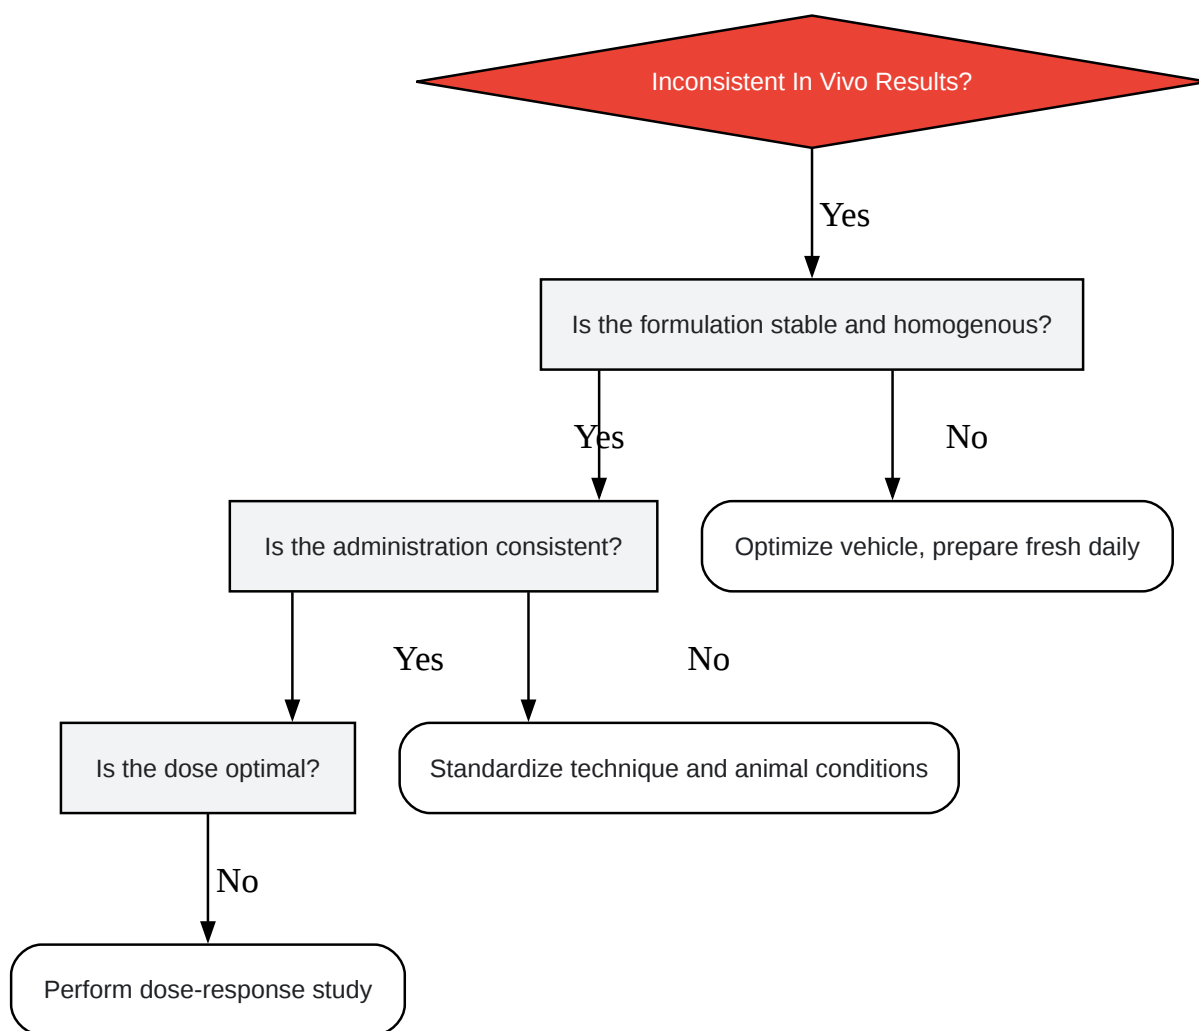 Inconsistent In Vivo Results?
Yes
Is the formulation stable and homogenous?
Yes
No
Is the administration consistent?
Optimize vehicle, prepare fresh daily
Yes
No
Is the dose optimal?
Standardize technique and animal conditions
No
Perform dose-response study